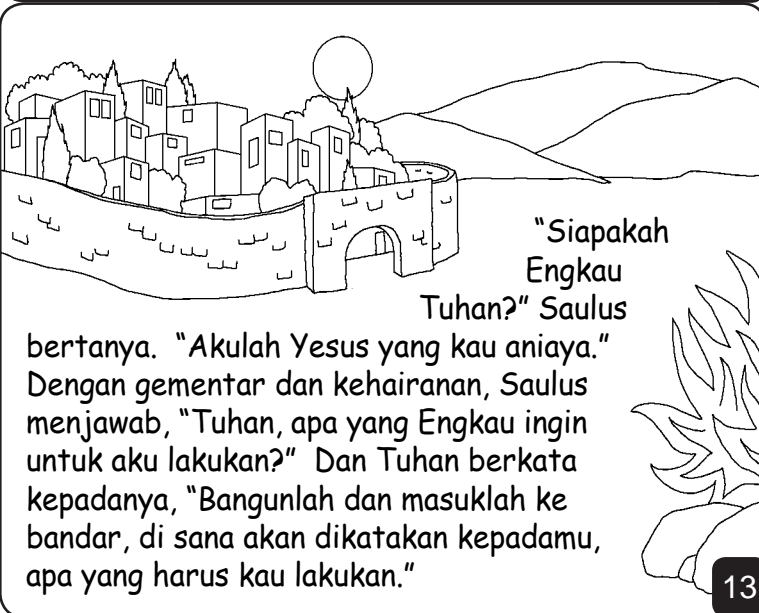 “Siapakah
Engkau
Tuhan?” Saulus
bertanya. “Akulah Yesus yang kau aniaya.”
Dengan gementar dan kehairanan, Saulus
menjawab, “Tuhan, apa yang Engkau ingin
untuk aku lakukan?” Dan Tuhan berkata
kepadanya, “Bangunlah dan masuklah ke
bandar, di sana akan dikatakan kepadamu,
apa yang harus kau lakukan.”
13